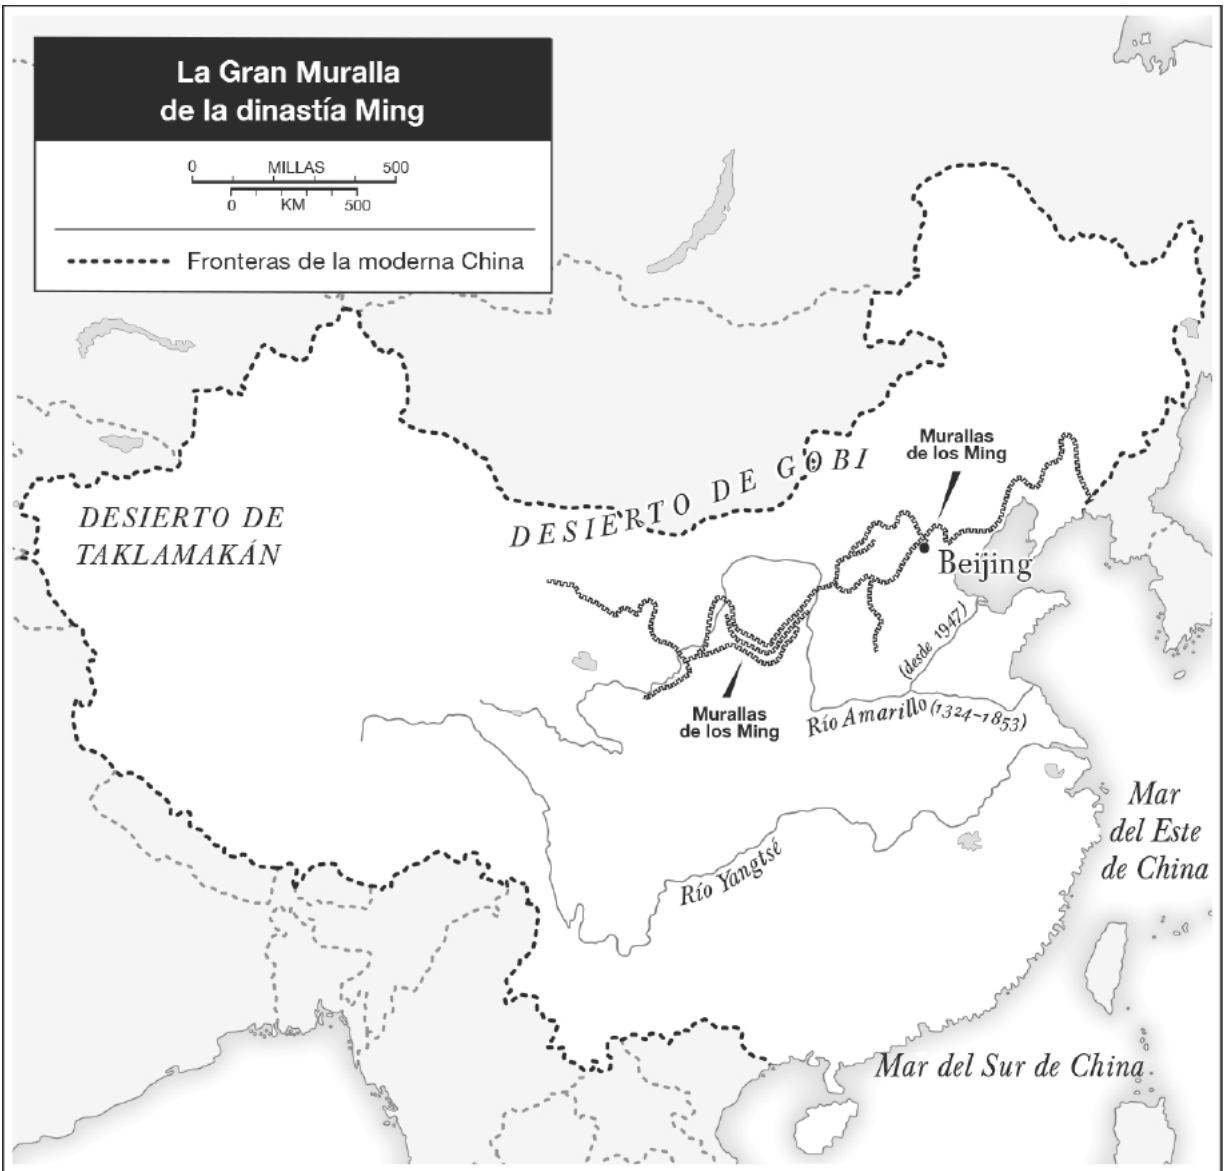 La Gran Muralla
de la dinastía Ming
0 MILLAS 500
0 KM 500
Fronteras de la moderna China
Murallas
de los Ming
DESIERTO DE GOBI
DESIERTO DE
TAKLAMAKÁN
Beijing
(desde 1947)
Murallas
de los Ming
Río Amarillo (1324–1853)
Mar
del Este
de China
Río Yangtsé
Mar del Sur de China